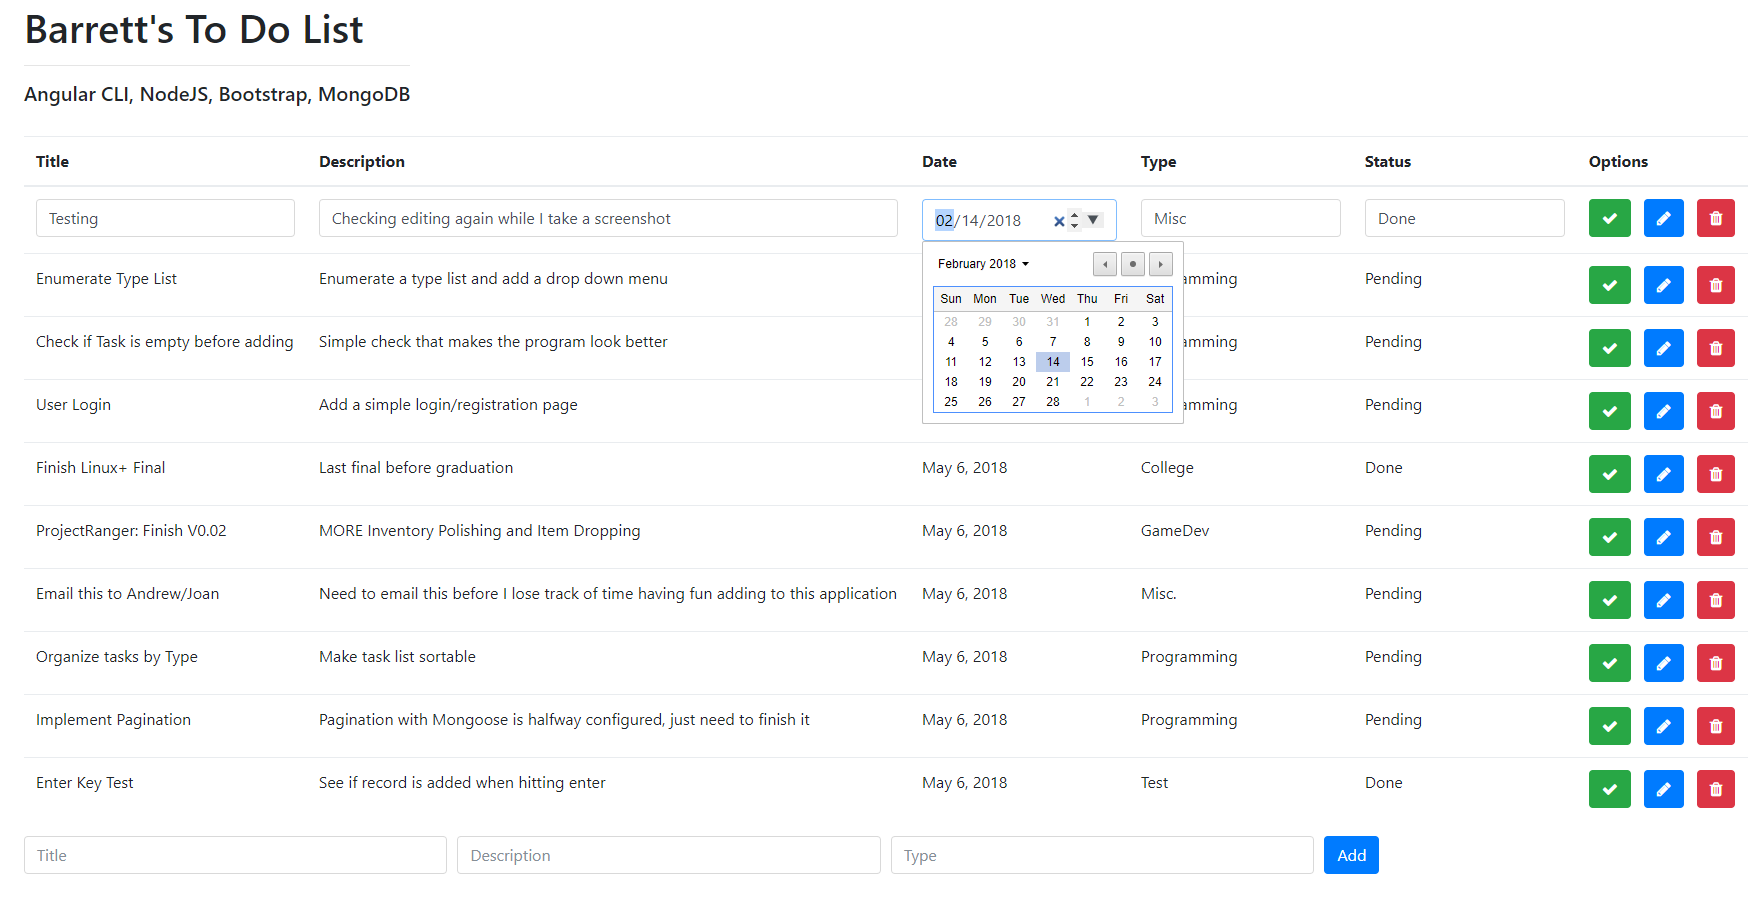 Barrett's To Do List
Angular CLI, NodeJS, Bootstrap, MongoDB
Title Description Date Type Status Options
Testing Checking editing again while I take a screenshot 02/14/2018 Misc Done
February 2018
Sun Mon Tue Wed Thu Fri Sat
28 29 30 31 1 2 3
4 5 6 7 8 9 10
11 12 13 14 15 16 17
18 19 20 21 22 23 24
25 26 27 28 1 2 3
Enumerate Type List Enumerate a type list and add a drop down menu amming Pending
Check if Task is empty before adding Simple check that makes the program look better amming Pending
User Login Add a simple login/registration page amming Pending
Finish Linux+ Final Last final before graduation May 6, 2018 College Done
ProjectRanger: Finish V0.02 MORE Inventory Polishing and Item Dropping May 6, 2018 GameDev Pending
Email this to Andrew/Joan Need to email this before I lose track of time having fun adding to this application May 6, 2018 Misc. Pending
Organize tasks by Type Make task list sortable May 6, 2018 Programming Pending
Implement Pagination Pagination with Mongoose is halfway configured, just need to finish it May 6, 2018 Programming Pending
Enter Key Test See if record is added when hitting enter May 6, 2018 Test Done
Title Description Type Add